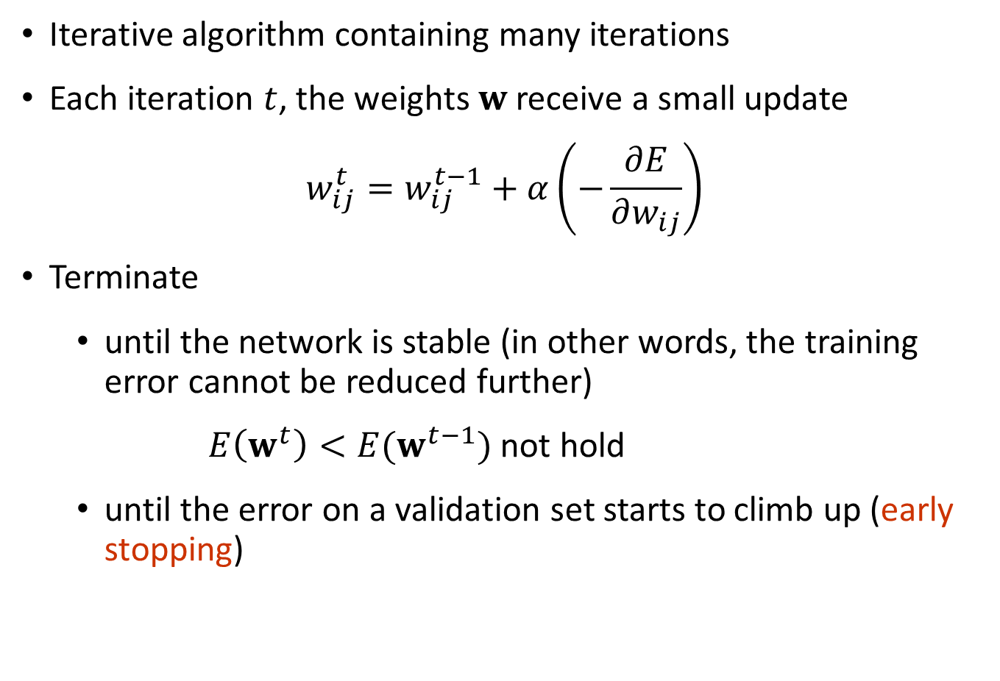 • Iterative algorithm containing many iterations
• Each iteration 𝑡, the weights 𝐰 receive a small update
$w_{ij}^{t} = w_{ij}^{t-1} + \alpha \left( -\frac{\partial E}{\partial w_{ij}} \right)$
• Terminate
• until the network is stable (in other words, the training
error cannot be reduced further)
$E(\mathbf{w}^{t}) < E(\mathbf{w}^{t-1})$ not hold
• until the error on a validation set starts to climb up (early
stopping)